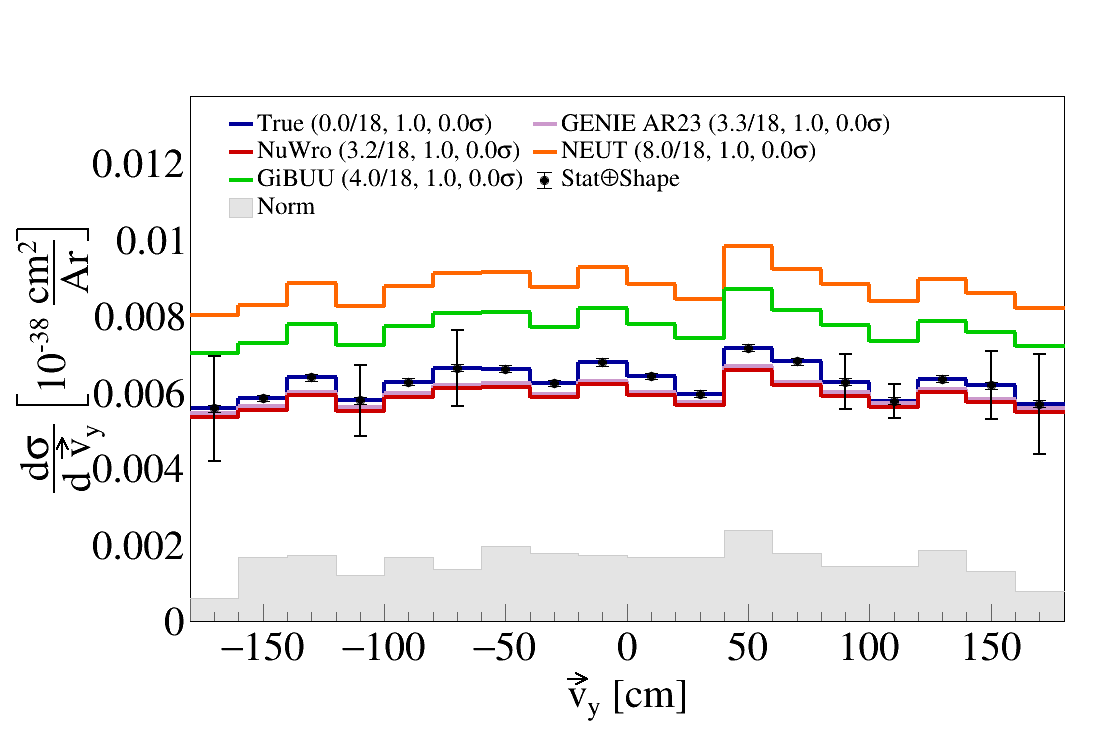 True (0.0/18, 1.0, 0.0σ)
GENIE AR23 (3.3/18, 1.0, 0.0σ)
NuWro (3.2/18, 1.0, 0.0σ)
NEUT (8.0/18, 1.0, 0.0σ)
GiBUU (4.0/18, 1.0, 0.0σ)
Stat⊕Shape
Norm
0.012
0.01
0.008
0.006
0.004
0.002
0
dσ/d v⃗_y [10^-38 cm²/Ar]
−150 −100 −50 0 50 100 150
v⃗_y [cm]